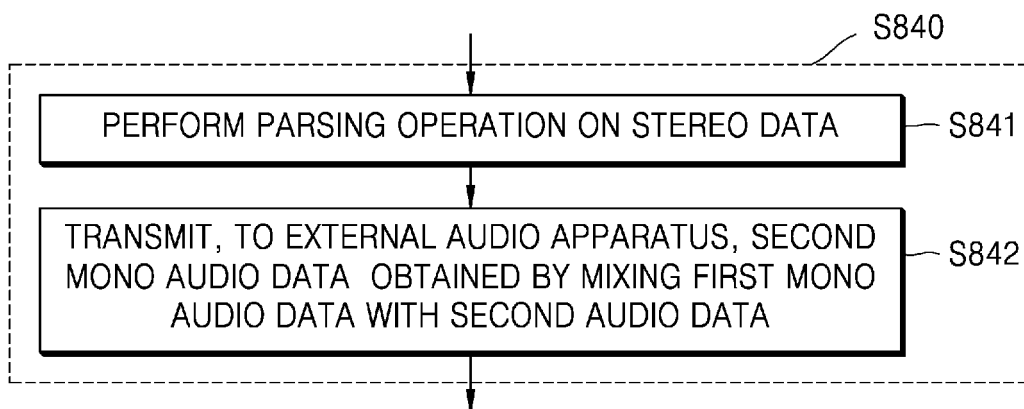 S840
PERFORM PARSING OPERATION ON STEREO DATA
S841
TRANSMIT, TO EXTERNAL AUDIO APPARATUS, SECOND
MONO AUDIO DATA OBTAINED BY MIXING FIRST MONO
AUDIO DATA WITH SECOND AUDIO DATA
S842